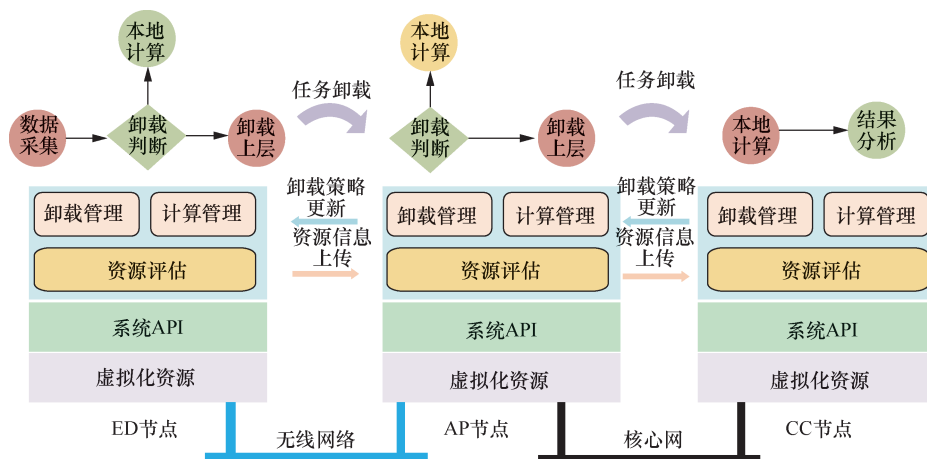 本地
计算
数据
采集
卸载
判断
卸载
上层
任务卸载
本地
计算
卸载
判断
卸载
上层
任务卸载
本地
计算
结果
分析
卸载管理
计算管理
资源评估
系统API
虚拟化资源
ED节点
卸载策略
更新
资源信息
上传
卸载管理
计算管理
资源评估
系统API
虚拟化资源
AP节点
卸载策略
更新
资源信息
上传
卸载管理
计算管理
资源评估
系统API
虚拟化资源
CC节点
无线网络
核心网